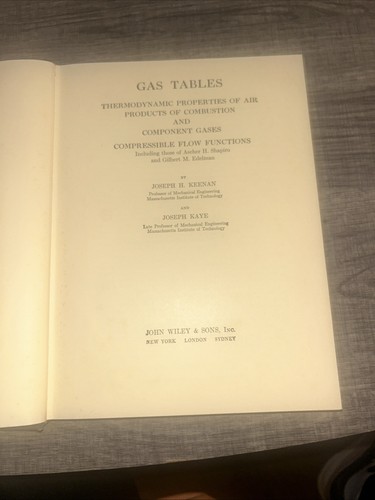 GAS TABLES
THERMODYNAMIC PROPERTIES OF AIR
PRODUCTS OF COMBUSTION
AND
COMPONENT GASES
COMPRESSIBLE FLOW FUNCTIONS
Including those of Ascher H. Shapiro
and Gilbert M. Edelman
BY
JOSEPH H. KEENAN
Professor of Mechanical Engineering
Massachusetts Institute of Technology
AND
JOSEPH KAYE
Late Professor of Mechanical Engineering
Massachusetts Institute of Technology
JOHN WILEY & SONS, Inc.
NEW YORK LONDON SYDNEY